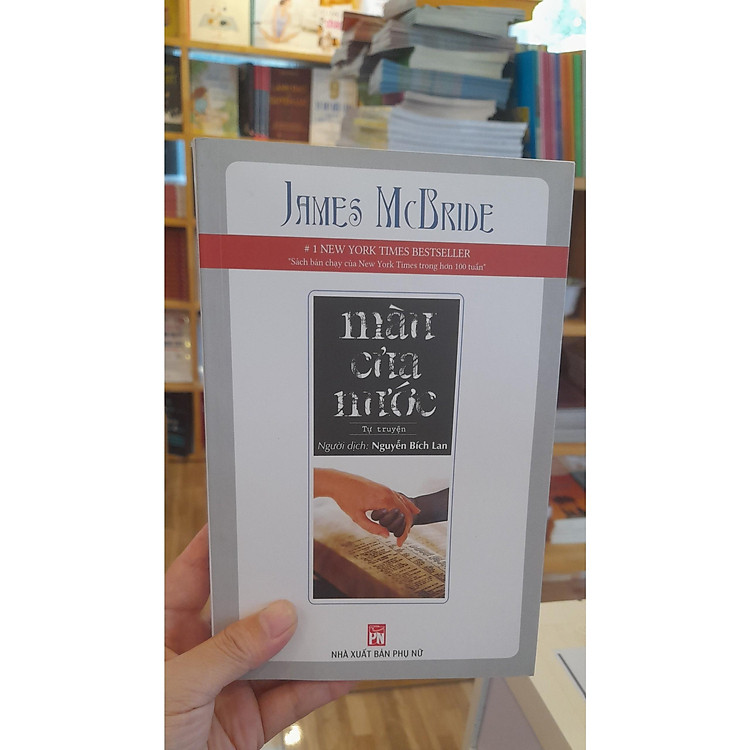 JAMES MCBRIDE
# 1 NEW YORK TIMES BESTSELLER
"Sách bán chạy của New York Times trong hơn 100 tuần"
màu
của
nước
Tự truyện
Người dịch: Nguyễn Bích Lan
PN
NHÀ XUẤT BẢN PHỤ NỮ